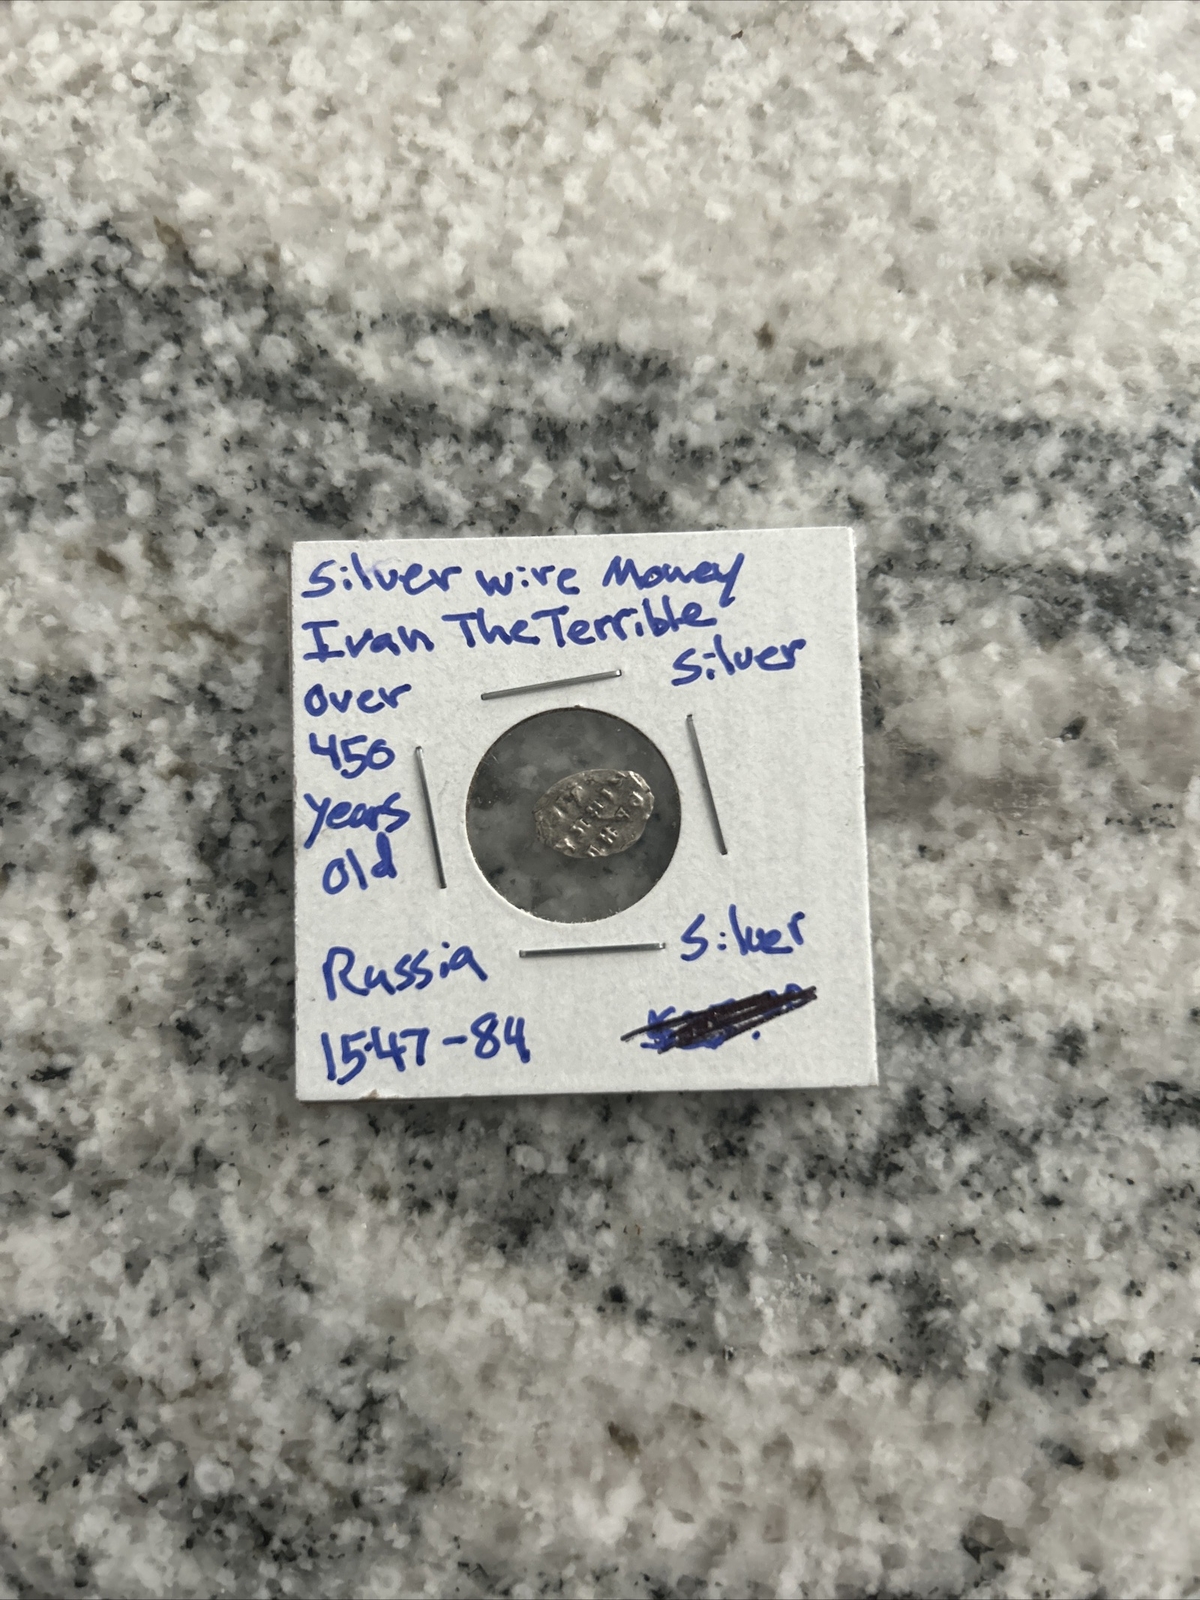 Silver wire Money
Ivan The Terrible
Silver
over
450
years
old
Russia
Silver
1547-84